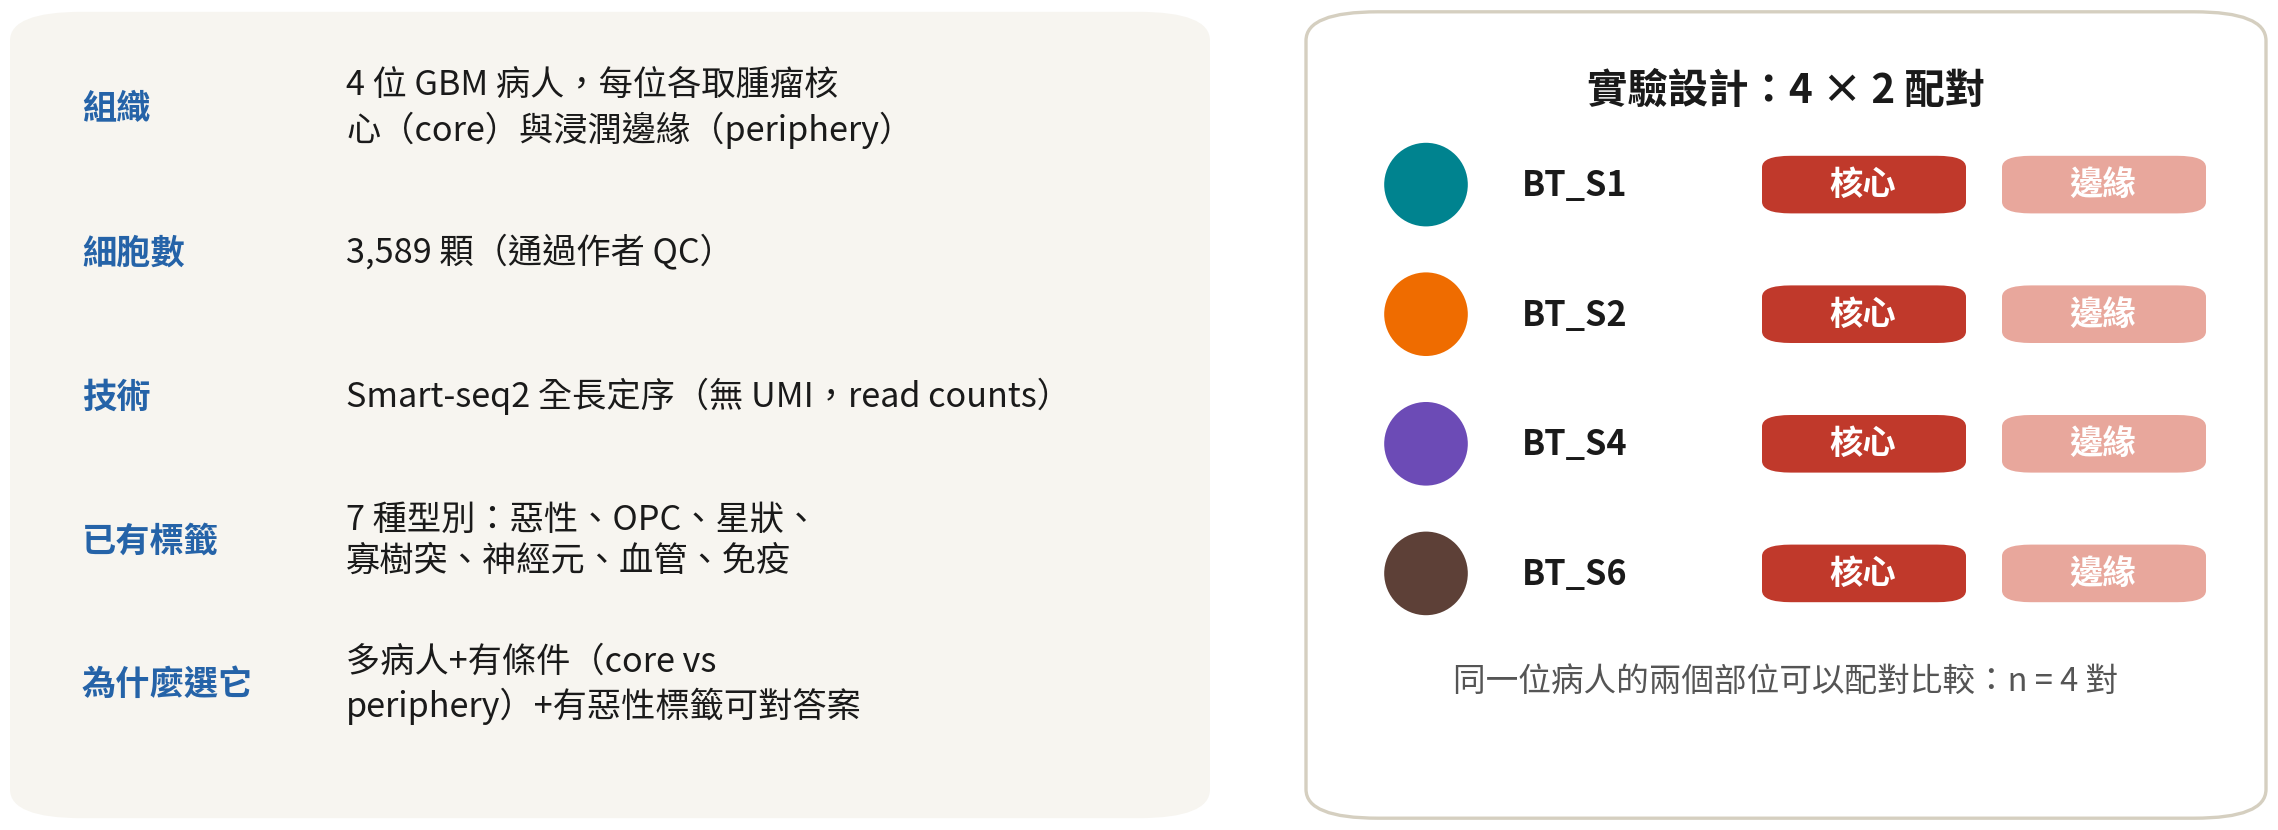 組織
4 位 GBM 病人，每位各取腫瘤核
心（core）與浸潤邊緣（periphery）
細胞數
3,589 顆（通過作者 QC）
技術
Smart-seq2 全長定序（無 UMI，read counts）
已有標籤
7 種型別：惡性、OPC、星狀、
寡樹突、神經元、血管、免疫
為什麼選它
多病人+有條件（core vs
periphery）+有惡性標籤可對答案
實驗設計：4 × 2 配對
BT_S1 核心 邊緣
BT_S2 核心 邊緣
BT_S4 核心 邊緣
BT_S6 核心 邊緣
同一位病人的兩個部位可以配對比較：n = 4 對